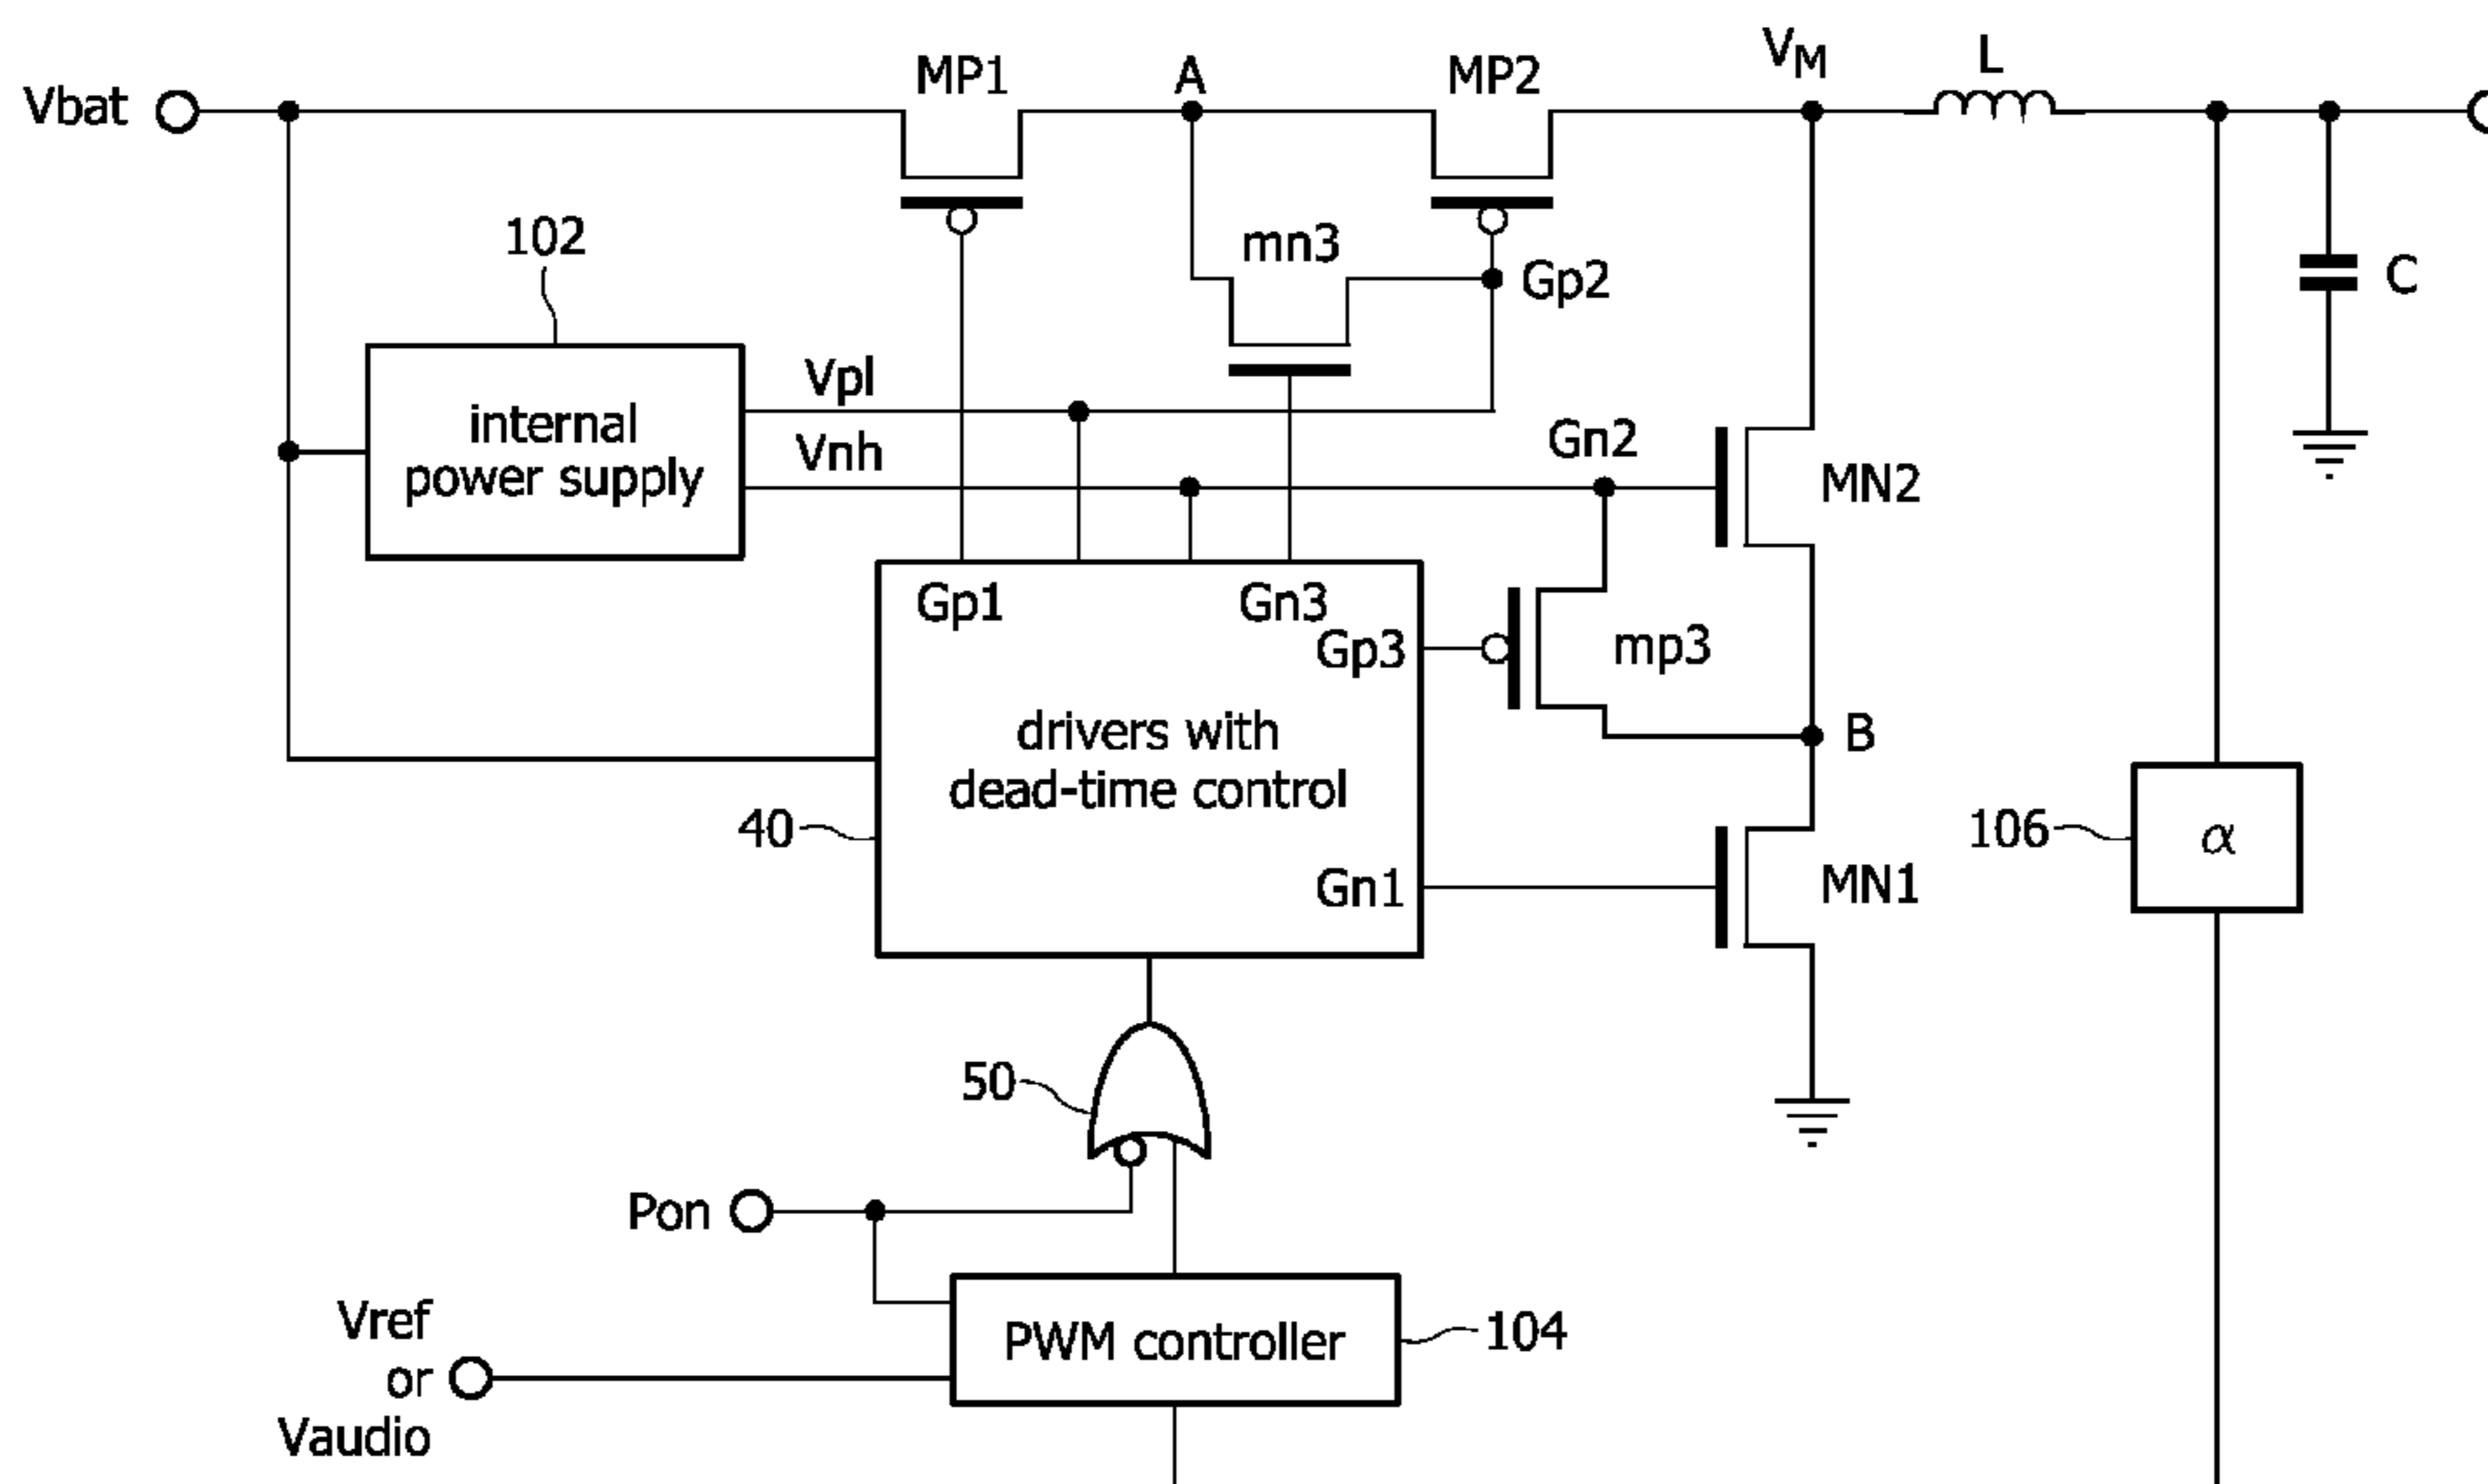 Vbat
MP1
A
MP2
VM
L
102
mn3
Gp2
C
internal
power supply
Vpl
Vnh
Gn2
MN2
Gp1
Gn3
Gp3
mp3
drivers with
dead-time control
B
40
106
α
Gn1
MN1
50
Pon
Vref
or
Vaudio
PWM controller
104